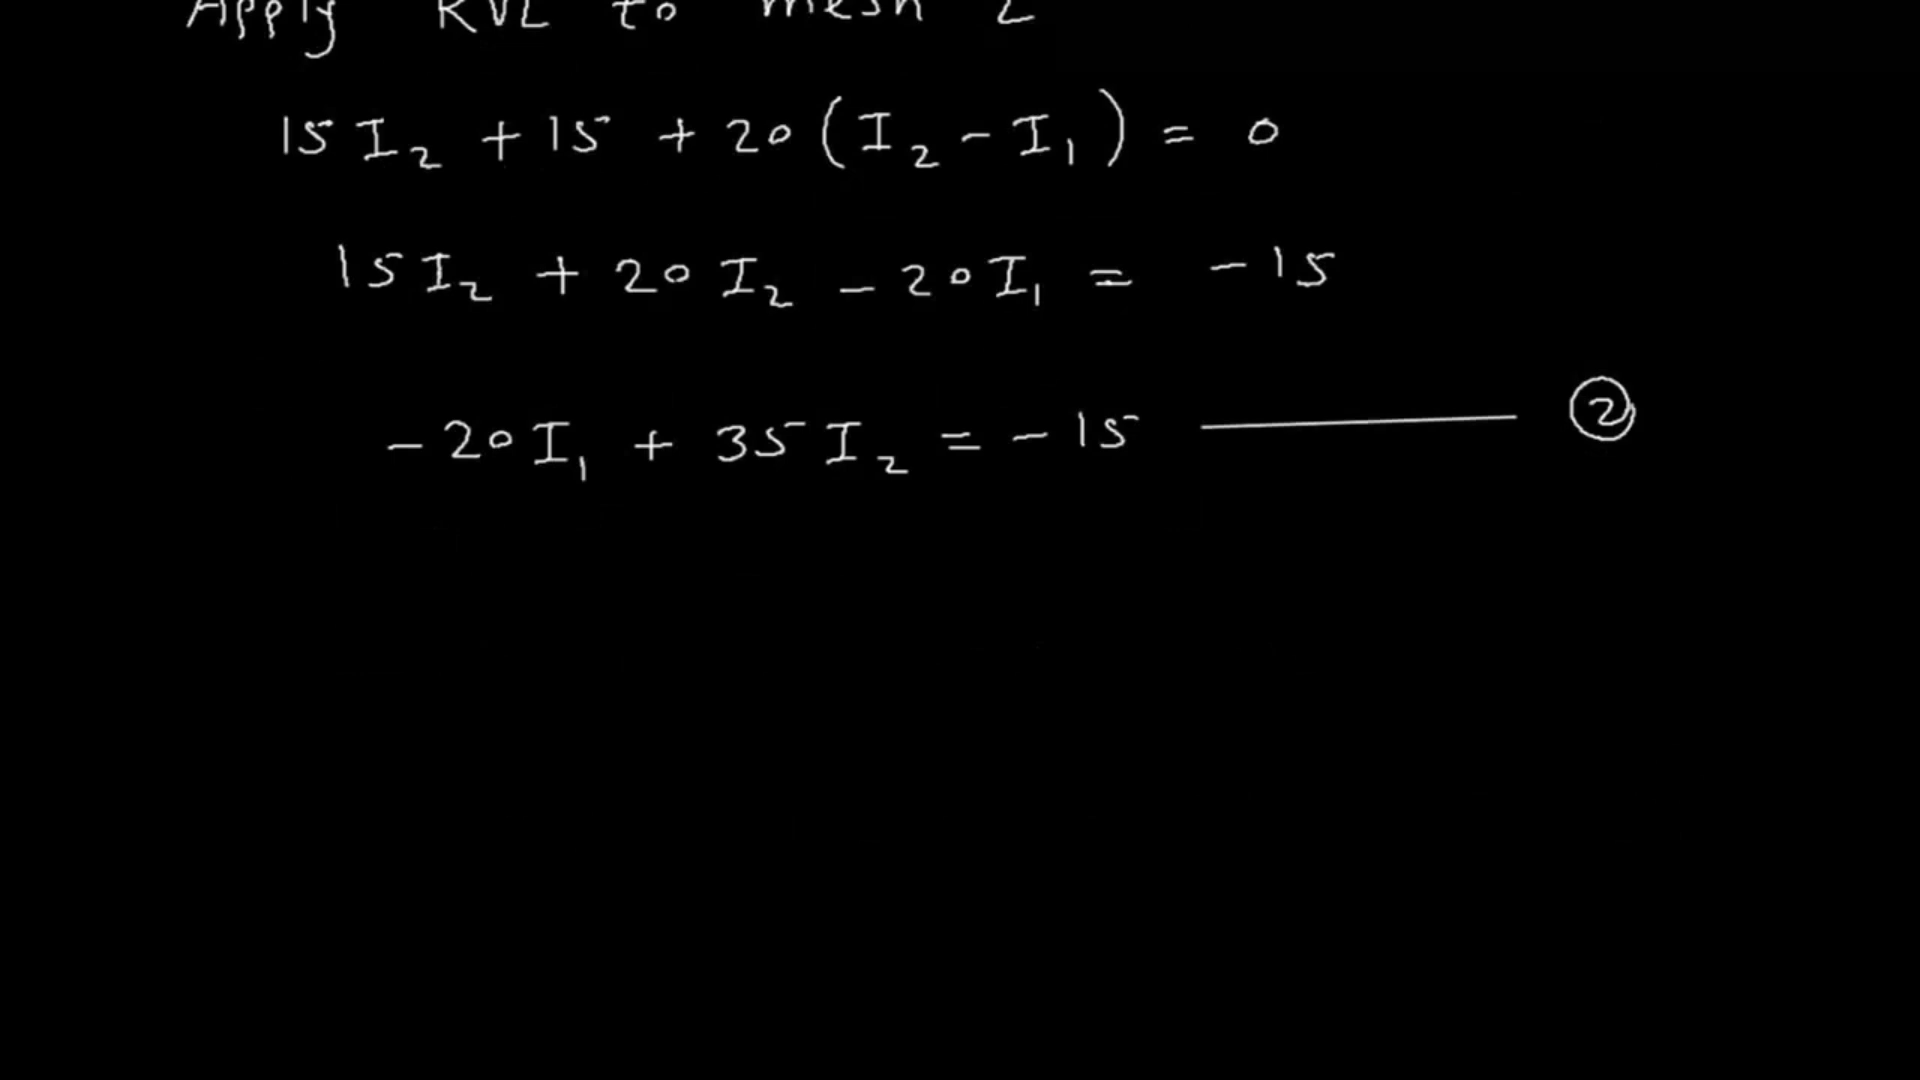 Apply KVL to mesh 2
15 I₂ + 15 + 20 (I₂ - I₁) = 0
15 I₂ + 20 I₂ - 20 I₁ = - 15
- 20 I₁ + 35 I₂ = - 15 ——— ②